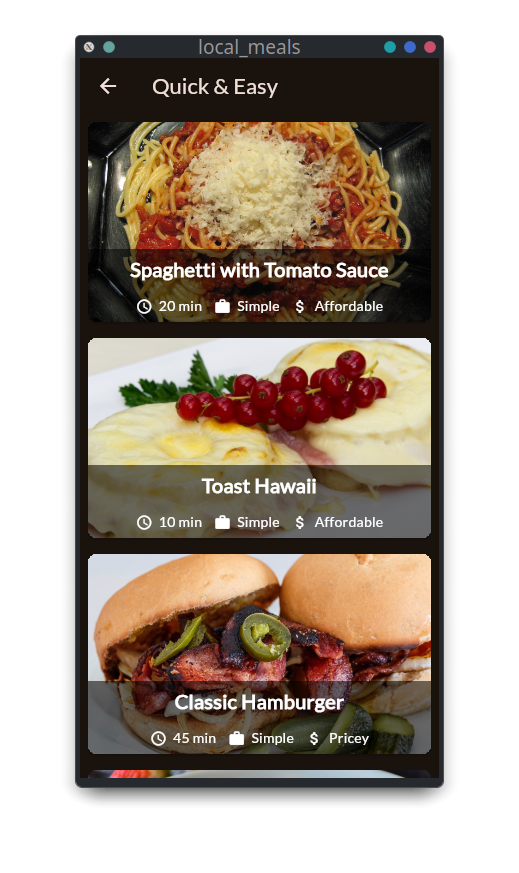 local_meals
Quick & Easy
Spaghetti with Tomato Sauce
20 min Simple $ Affordable
Toast Hawaii
10 min Simple $ Affordable
Classic Hamburger
45 min Simple $ Pricey